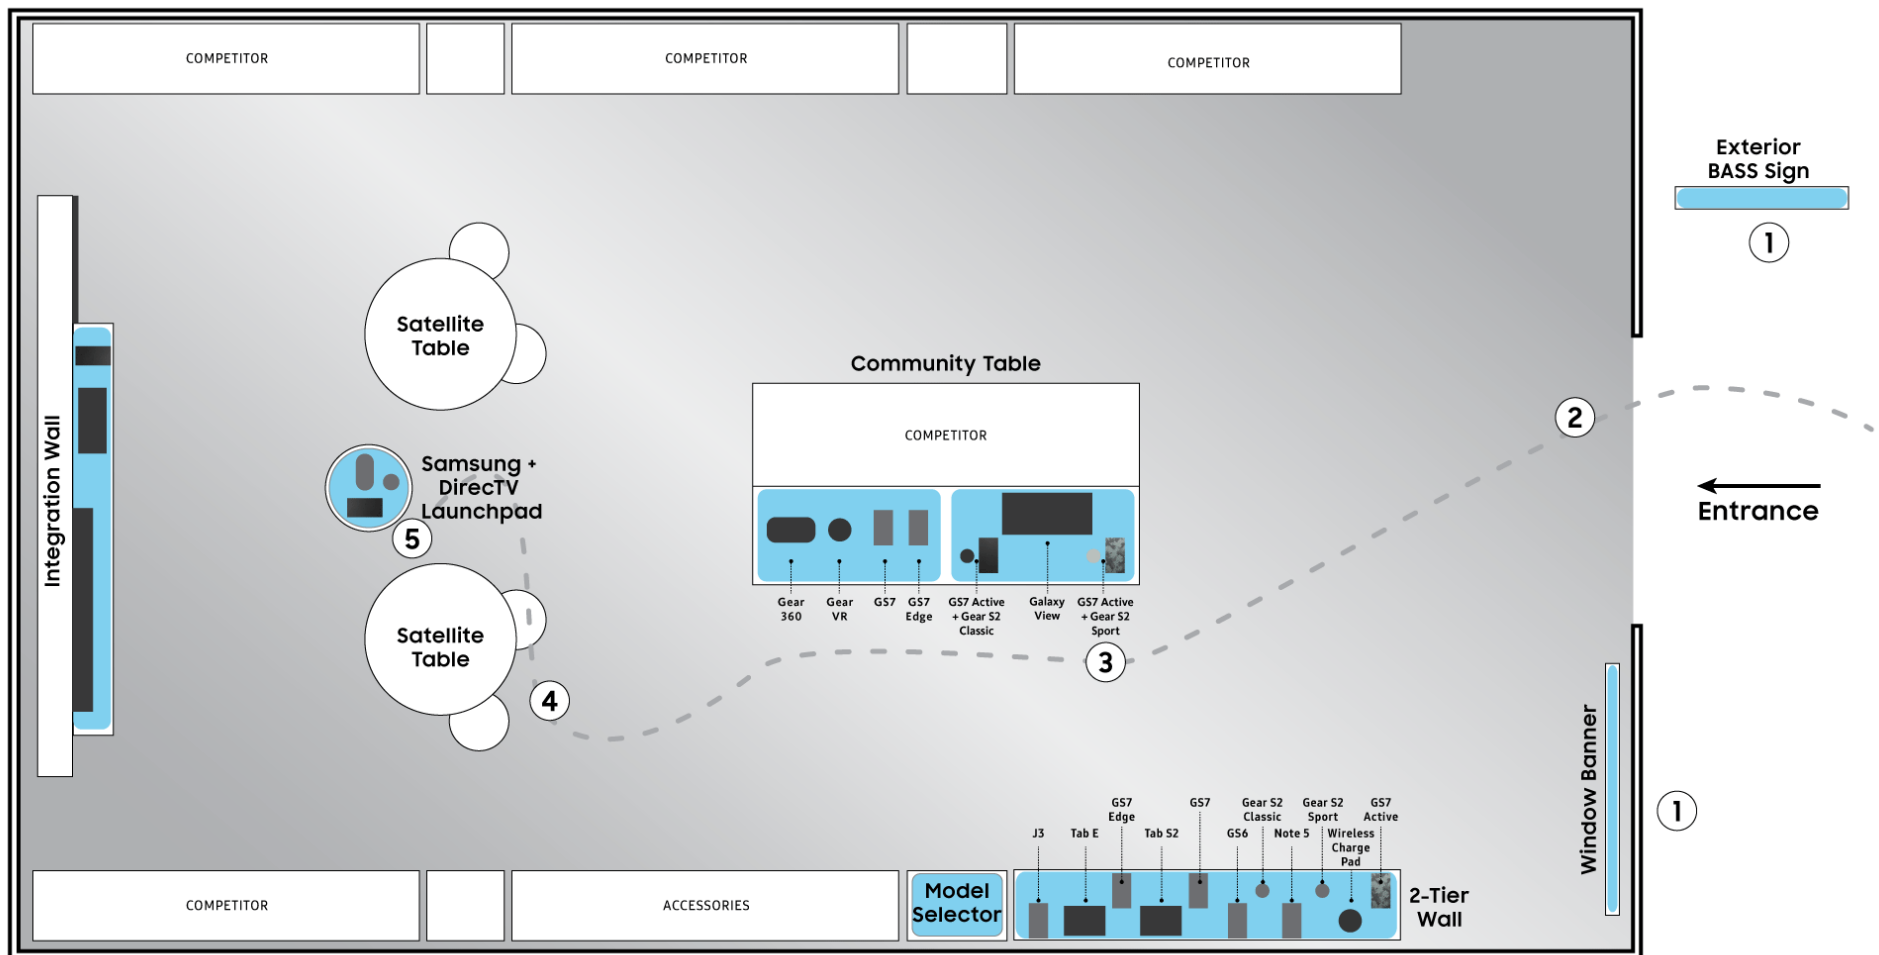 COMPETITOR
COMPETITOR
COMPETITOR
Exterior
BASS Sign
1
Satellite
Table
Community Table
COMPETITOR
2
Entrance
Integration Wall
Samsung +
DirecTV
Launchpad
5
Gear
360
Gear
VR
GS7
GS7
Edge
GS7 Active
+ Gear S2
Classic
Galaxy
View
GS7 Active
+ Gear S2
Sport
3
Satellite
Table
4
Window Banner
1
J3
Tab E
GS7
Edge
Tab S2
GS7
GS6
Gear S2
Classic
Note 5
Gear S2
Sport
Wireless
Charge
Pad
GS7
Active
COMPETITOR
ACCESSORIES
Model
Selector
2-Tier
Wall